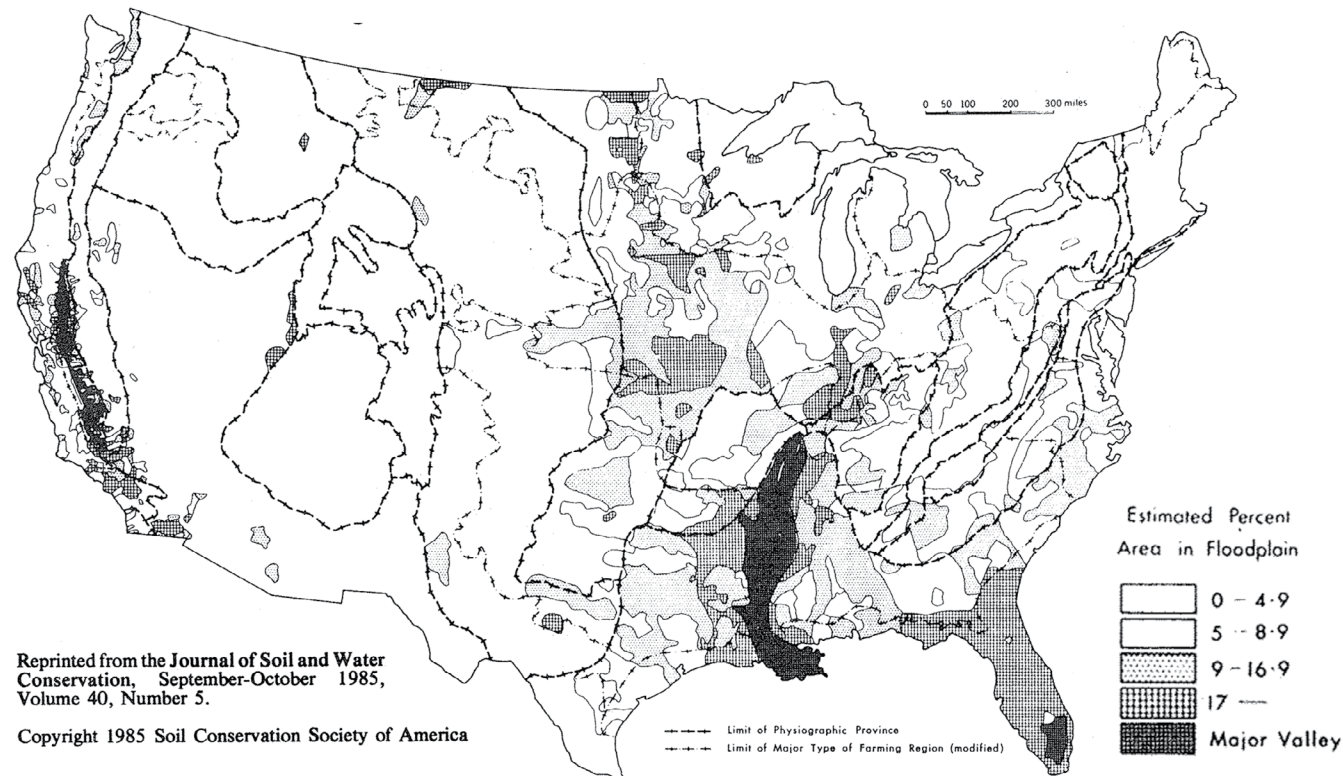 0 50 100 200 300 miles
Estimated Percent
Area in Floodplain
0 - 4.9
5 - 8.9
9 - 16.9
17 —
Major Valley
Reprinted from the Journal of Soil and Water
Conservation, September-October 1985,
Volume 40, Number 5.
Copyright 1985 Soil Conservation Society of America
Limit of Physiographic Province
Limit of Major Type of Farming Region (modified)